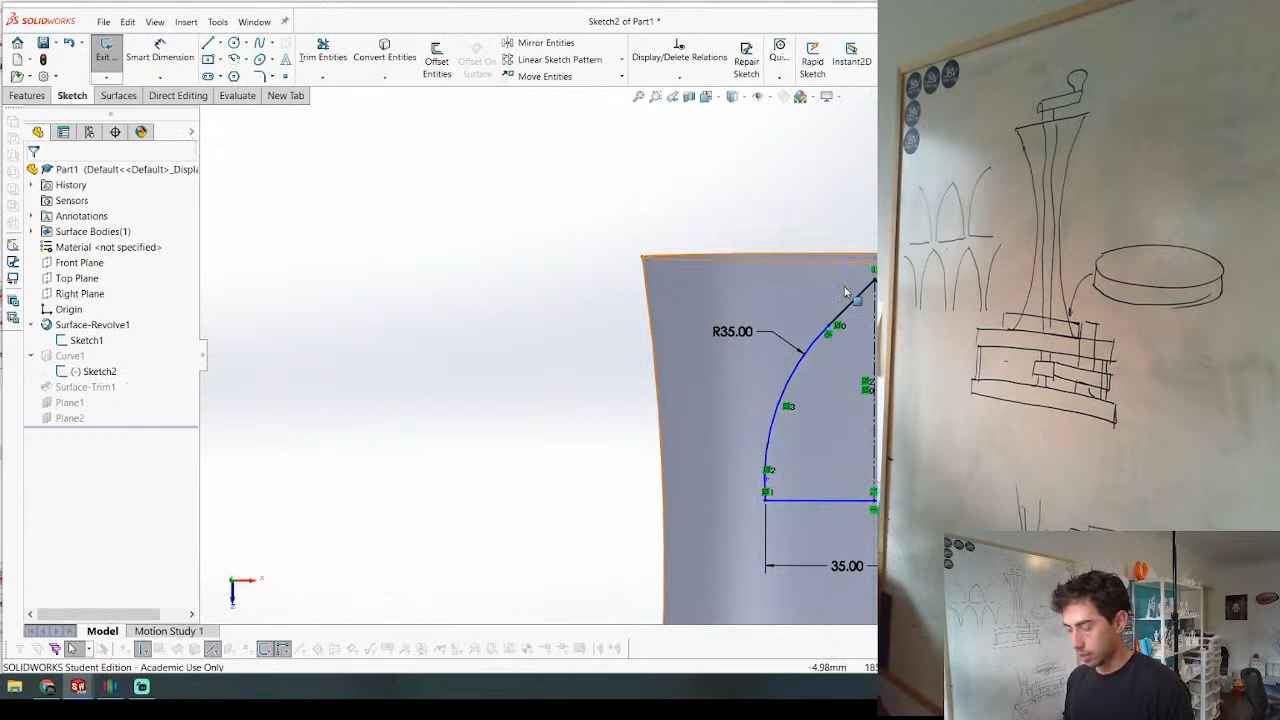 SOLIDWORKS File Edit View Insert Tools Window Sketch2 of Part1 *
Exit ... Smart Dimension Trim Entities Convert Entities Offset Entities Offset On Surface Mirror Entities Linear Sketch Pattern Move Entities Display/Delete Relations Repair Sketch Qui... Rapid Sketch Instant2D
Features Sketch Surfaces Direct Editing Evaluate New Tab
Part1 (Default<<Default>_Displa
History
Sensors
Annotations
Surface Bodies(1)
Material <not specified>
Front Plane
Top Plane
Right Plane
Origin
Surface-Revolve1
Sketch1
Curve1
(-) Sketch2
Surface-Trim1
Plane1
Plane2
R35.00
35.00
Model Motion Study 1
SOLIDWORKS Student Edition - Academic Use Only
-4.98mm